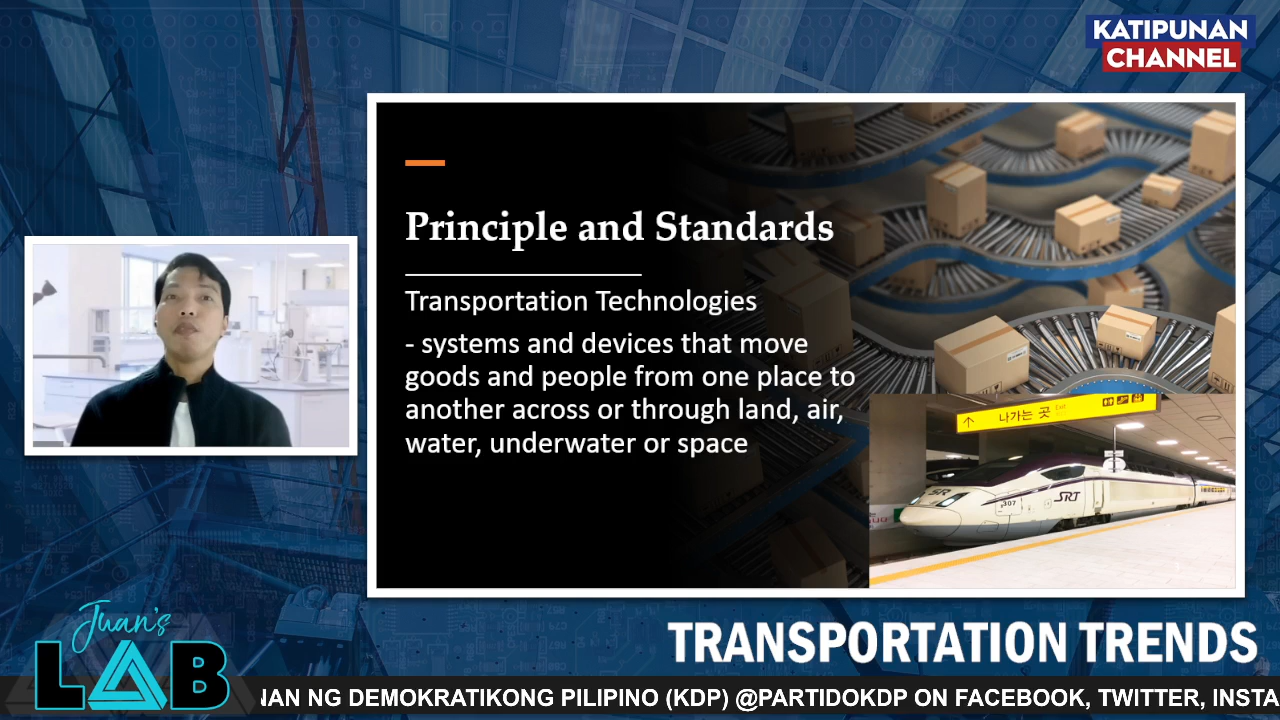 KATIPUNAN
CHANNEL
Principle and Standards
Transportation Technologies
- systems and devices that move
goods and people from one place to
another across or through land, air,
water, underwater or space
나가는 곳 Exit
SRT
307
Juan's
LAB
TRANSPORTATION TRENDS
NAN NG DEMOKRATIKONG PILIPINO (KDP) @PARTIDOKDP ON FACEBOOK, TWITTER, INSTA